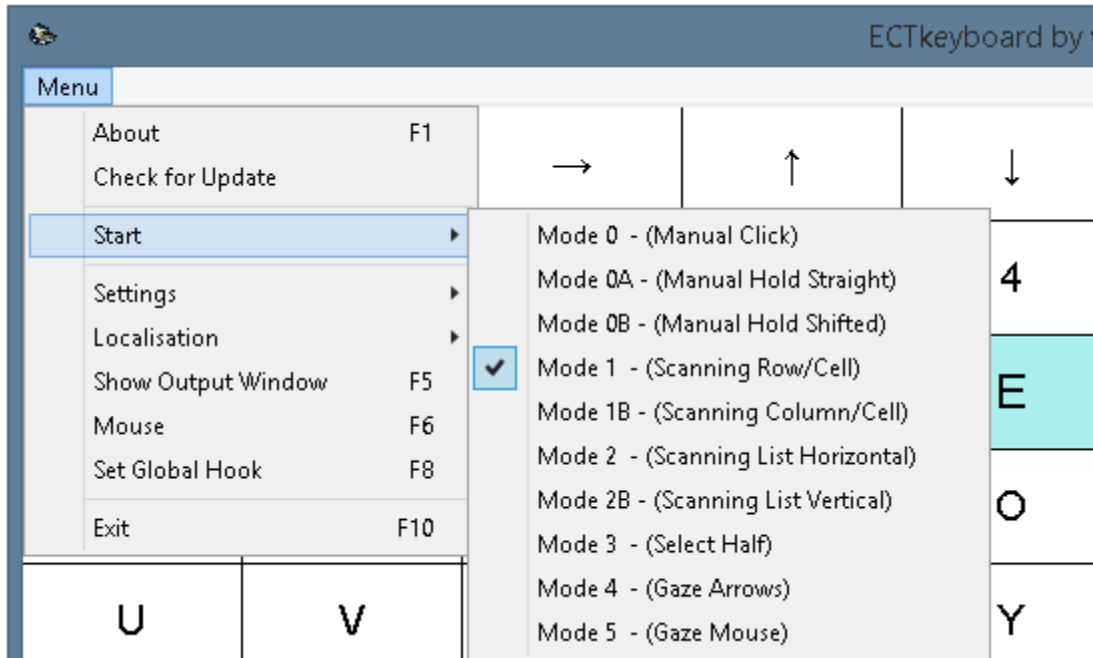 ECTkeyboard by
Menu
About F1
Check for Update
Start
Settings
Localisation
Show Output Window F5
Mouse F6
Set Global Hook F8
Exit F10
→ ↑ ↓
Mode 0 - (Manual Click)
Mode 0A - (Manual Hold Straight)
Mode 0B - (Manual Hold Shifted)
Mode 1 - (Scanning Row/Cell)
Mode 1B - (Scanning Column/Cell)
Mode 2 - (Scanning List Horizontal)
Mode 2B - (Scanning List Vertical)
Mode 3 - (Select Half)
Mode 4 - (Gaze Arrows)
Mode 5 - (Gaze Mouse)
4
E
O
U V Y